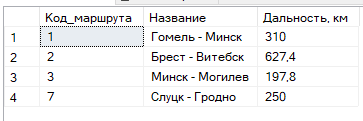 Код_маршрута Название Дальность, км
1 1 Гомель - Минск 310
2 2 Брест - Витебск 627,4
3 3 Минск - Могилев 197,8
4 7 Слуцк - Гродно 250